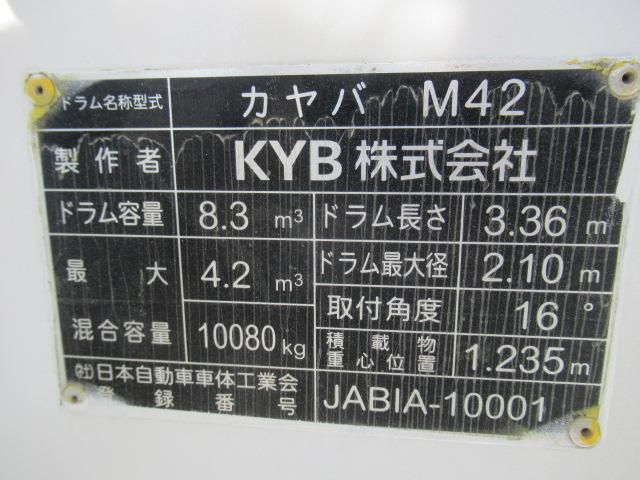 ドラム名称型式 カヤバ M42
製作者 KYB株式会社
ドラム容量 8.3 m³ ドラム長さ 3.36 m
最大 4.2 m³ ドラム最大径 2.10 m
混合容量 10080 kg 取付角度 16°
積載物
重心位置 1.235 m
㈳日本自動車車体工業会
登録番号 JABIA-10001